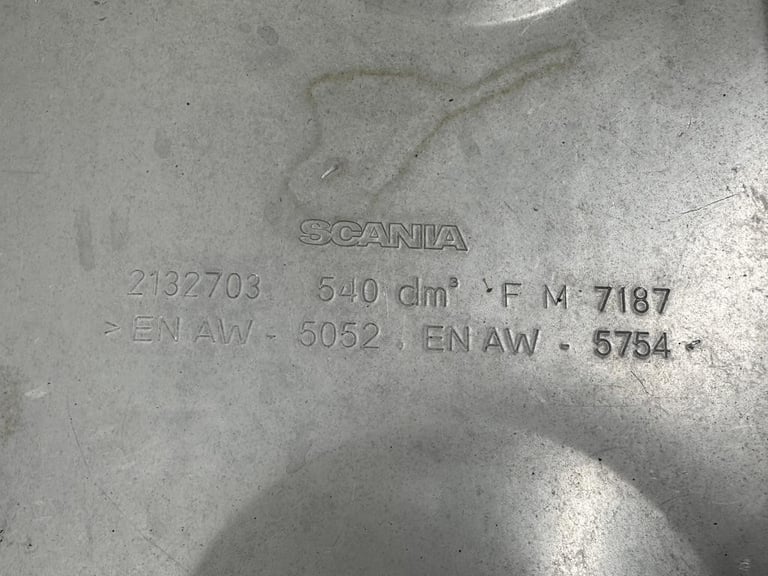 SCANIA
2132703 540 dm³ F M 7187
>EN AW - 5052, EN AW - 5754<